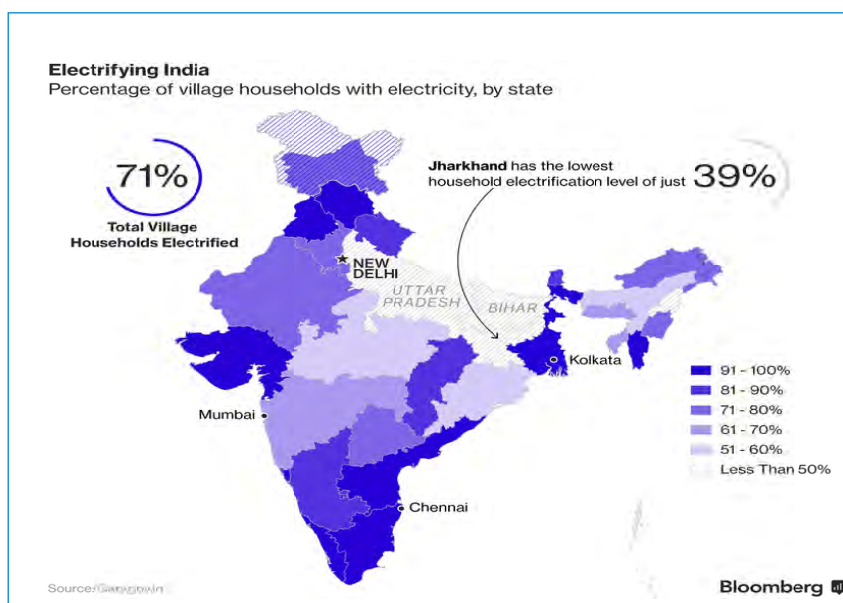 Electrifying India
Percentage of village households with electricity, by state
71%
Total Village
Households Electrified
Jharkhand has the lowest
household electrification level of just
39%
NEW
DELHI
UTTAR
PRADESH
BIHAR
Kolkata
Mumbai
Chennai
91 - 100%
81 - 90%
71 - 80%
61 - 70%
51 - 60%
Less Than 50%
Source:
Bloomberg